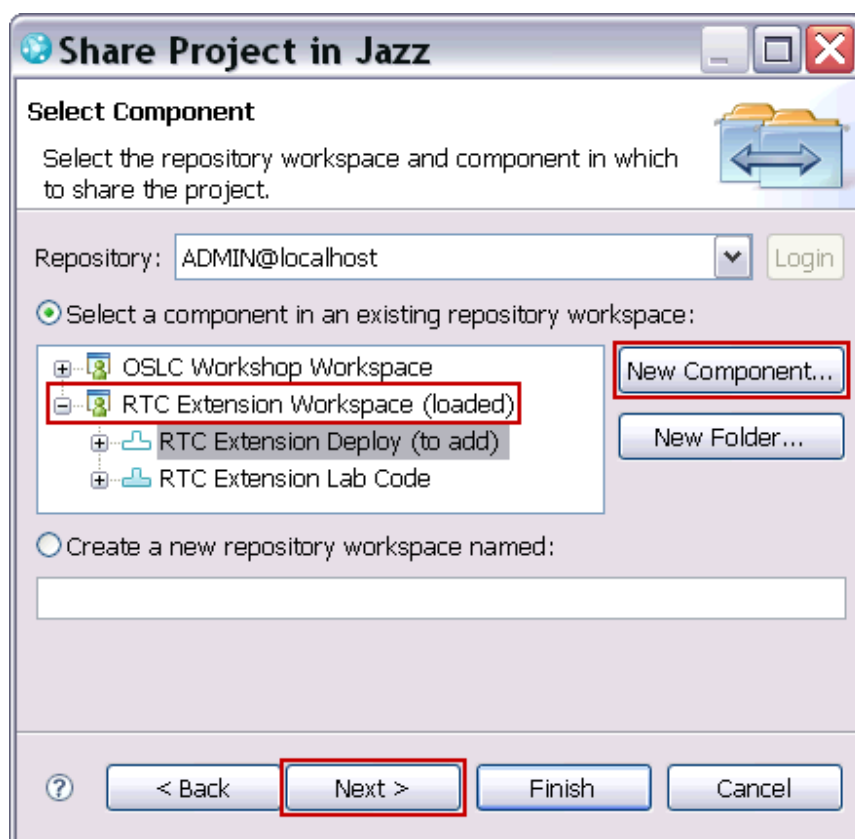 Share Project in Jazz
Select Component
Select the repository workspace and component in which
to share the project.
Repository: ADMIN@localhost Login
Select a component in an existing repository workspace:
OSLC Workshop Workspace
New Component...
RTC Extension Workspace (loaded)
RTC Extension Deploy (to add)
New Folder...
RTC Extension Lab Code
Create a new repository workspace named:
? < Back Next > Finish Cancel